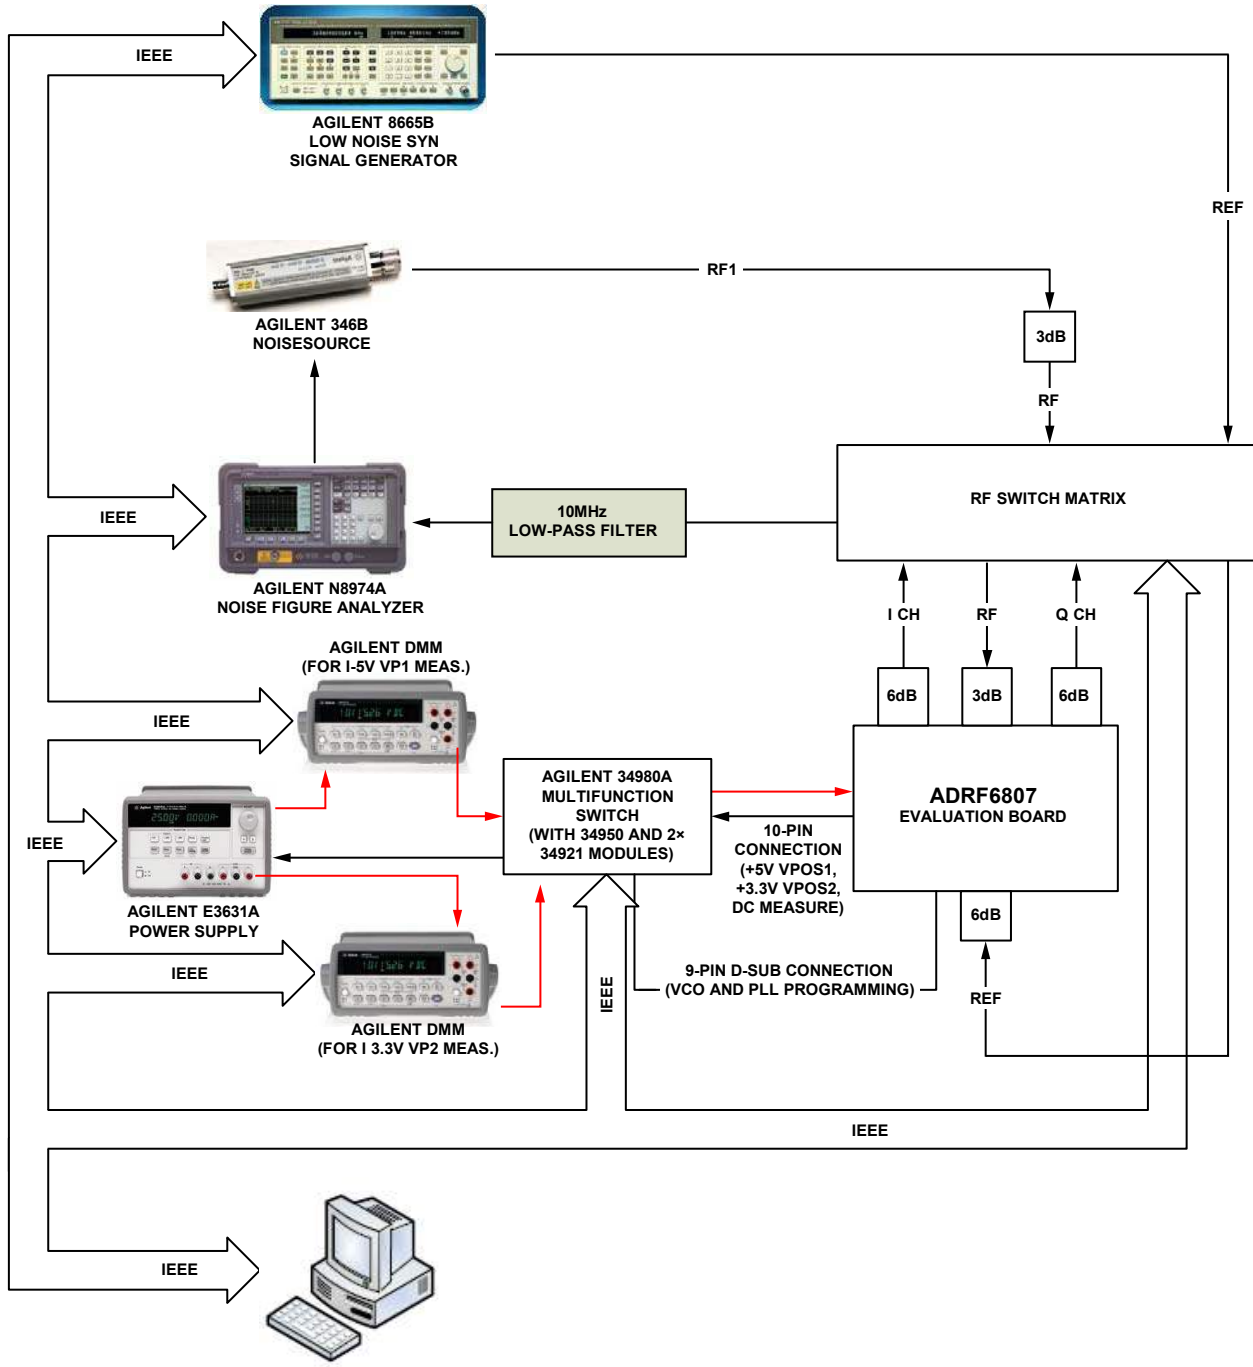 IEEE
AGILENT 8665B
LOW NOISE SYN
SIGNAL GENERATOR
REF
RF1
AGILENT 346B
NOISESOURCE
3dB
RF
RF SWITCH MATRIX
IEEE
10MHz
LOW-PASS FILTER
AGILENT N8974A
NOISE FIGURE ANALYZER
I CH
RF
Q CH
AGILENT DMM
(FOR I-5V VP1 MEAS.)
6dB
3dB
6dB
IEEE
AGILENT 34980A
MULTIFUNCTION
SWITCH
(WITH 34950 AND 2×
34921 MODULES)
ADRF6807
EVALUATION BOARD
10-PIN
CONNECTION
(+5V VPOS1,
+3.3V VPOS2,
DC MEASURE)
IEEE
AGILENT E3631A
POWER SUPPLY
6dB
IEEE
9-PIN D-SUB CONNECTION
(VCO AND PLL PROGRAMMING)
REF
IEEE
AGILENT DMM
(FOR I 3.3V VP2 MEAS.)
IEEE
IEEE